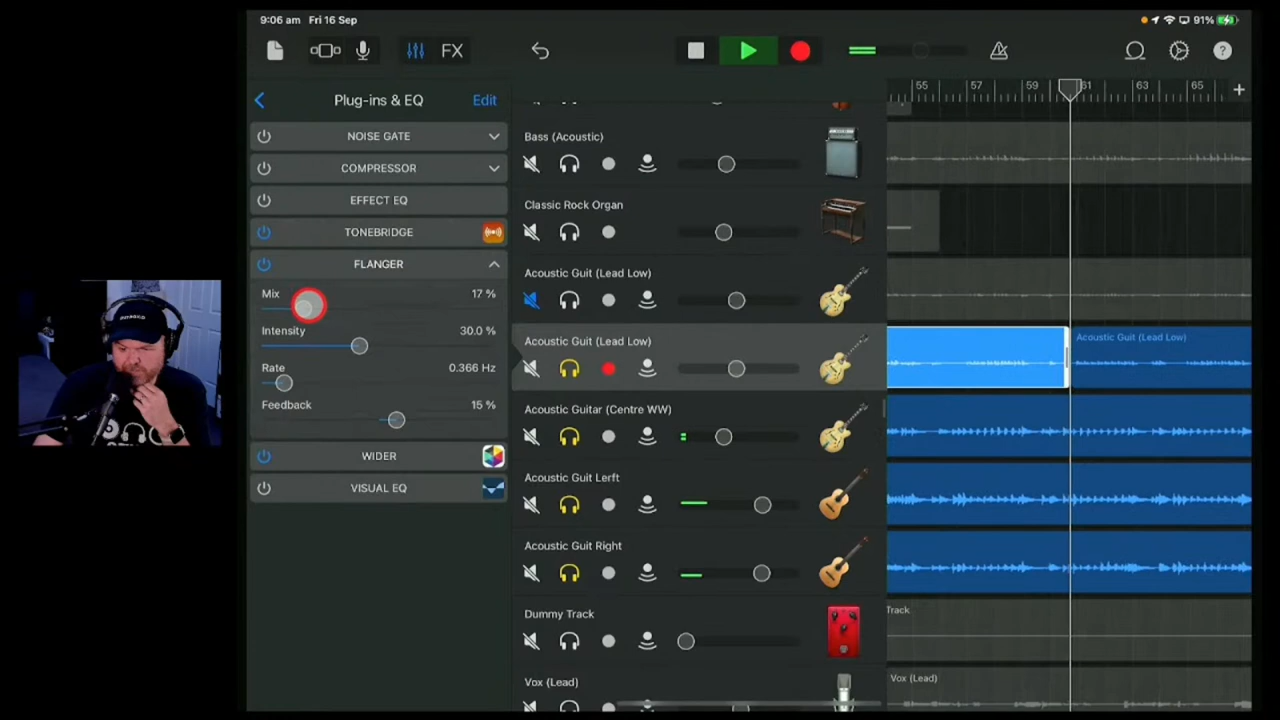 9:06 am Fri 16 Sep
91%
FX
Plug-ins & EQ
Edit
NOISE GATE
COMPRESSOR
EFFECT EQ
TONEBRIDGE
FLANGER
Mix
17 %
Intensity
30.0 %
Rate
0.366 Hz
Feedback
15 %
WIDER
VISUAL EQ
Bass (Acoustic)
Classic Rock Organ
Acoustic Guit (Lead Low)
Acoustic Guit (Lead Low)
Acoustic Guitar (Centre WW)
Acoustic Guit Lerft
Acoustic Guit Right
Dummy Track
Vox (Lead)
55 57 59 61 63 65 +
Acoustic Guit (Lead Low)
Track
Vox (Lead)